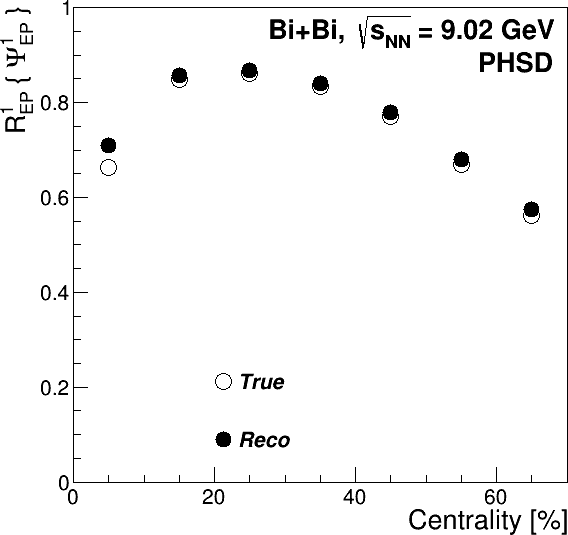 Bi+Bi, √sNN = 9.02 GeV
PHSD
R¹EP { Ψ¹EP }
1
0.8
0.6
0.4
0.2
0
True
Reco
0 20 40 60
Centrality [%]